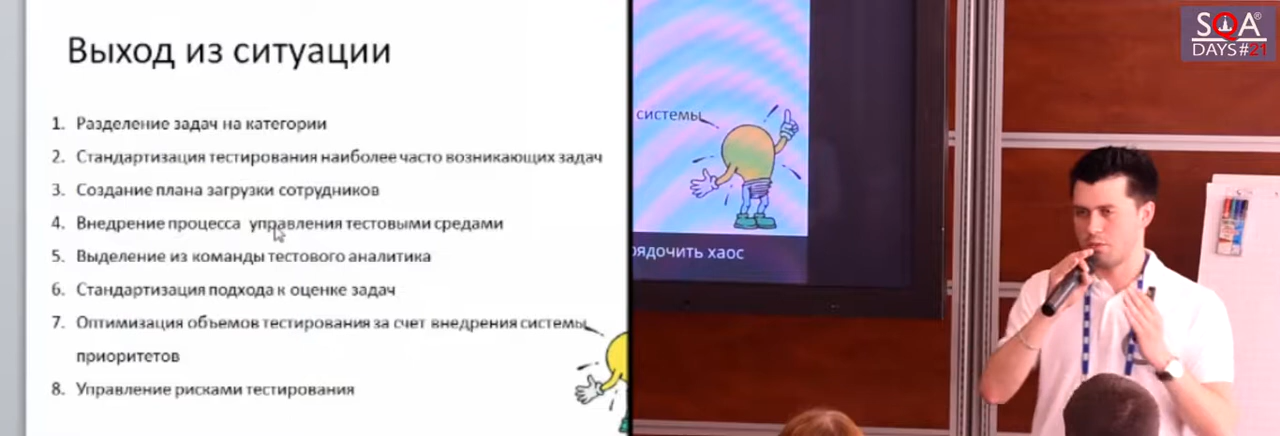 Выход из ситуации
1. Разделение задач на категории
2. Стандартизация тестирования наиболее часто возникающих задач
3. Создание плана загрузки сотрудников
4. Внедрение процесса управления тестовыми средами
5. Выделение из команды тестового аналитика
6. Стандартизация подхода к оценке задач
7. Оптимизация объемов тестирования за счет внедрения системы
приоритетов
8. Управление рисками тестирования
системы
рядочить хаос
SQA®
DAYS#21